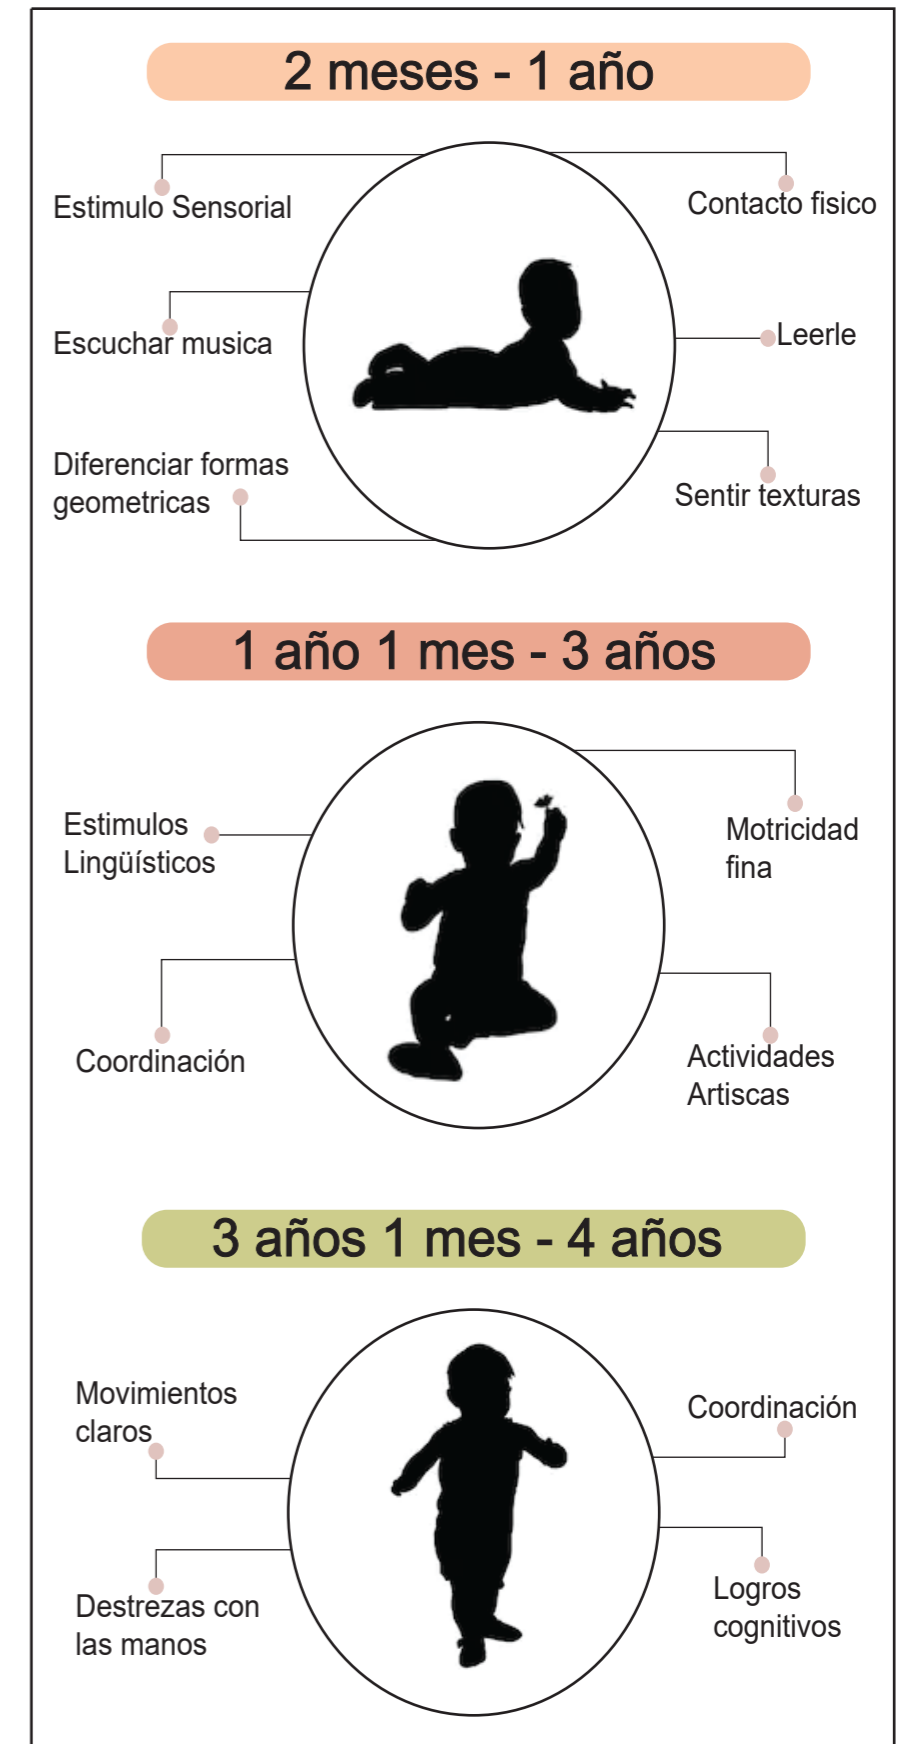 2 meses - 1 año
Estimulo Sensorial
Contacto fisico
Escuchar musica
Leerle
Diferenciar formas
geometricas
Sentir texturas
1 año 1 mes - 3 años
Estimulos
Lingüísticos
Motricidad
fina
Coordinación
Actividades
Artiscas
3 años 1 mes - 4 años
Movimientos
claros
Coordinación
Destrezas con
las manos
Logros
cognitivos